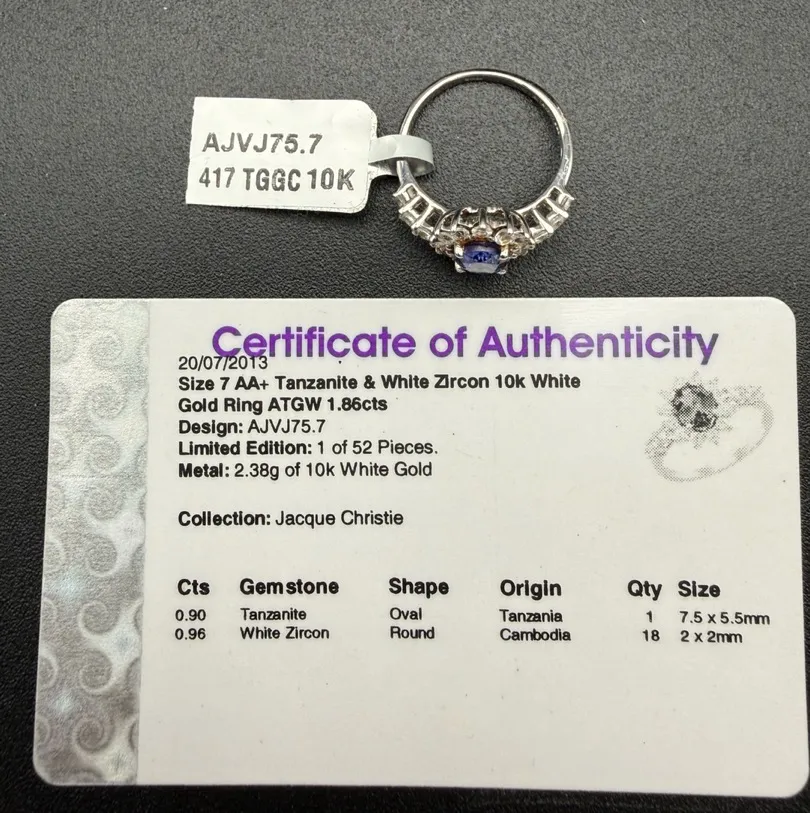 AJVJ75.7
417 TGGC 10K
Certificate of Authenticity
20/07/2013
Size 7 AA+ Tanzanite & White Zircon 10k White
Gold Ring ATGW 1.86cts
Design: AJVJ75.7
Limited Edition: 1 of 52 Pieces.
Metal: 2.38g of 10k White Gold
Collection: Jacque Christie
Cts Gemstone Shape Origin Qty Size
0.90 Tanzanite Oval Tanzania 1 7.5 x 5.5mm
0.96 White Zircon Round Cambodia 18 2 x 2mm